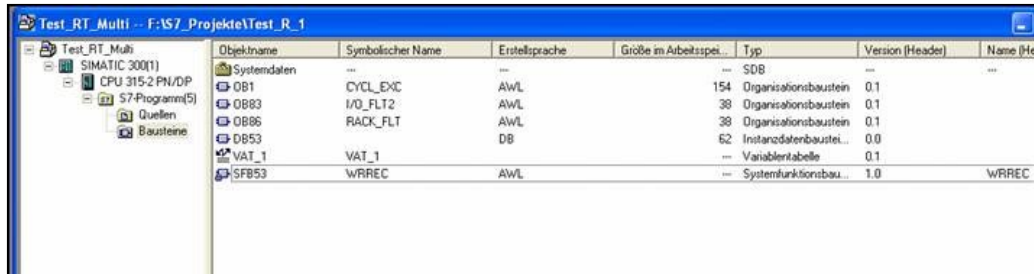 Test_RT_Multi -- F:\S7_Projekte\Test_R_1
Test_RT_Multi
SIMATIC 300(1)
CPU 315-2 PN/DP
S7-Programm(5)
Quellen
Bausteine
Objektname Symbolischer Name Erstellsprache Größe im Arbeitsspei... Typ Version (Header) Name (He
Systemdaten --- --- --- SDB --- ---
OB1 CYCL_EXC AWL 154 Organisationsbaustein 0.1
OB83 I/O_FLT2 AWL 38 Organisationsbaustein 0.1
OB86 RACK_FLT AWL 38 Organisationsbaustein 0.1
DB53 DB 62 Instanzdatenbaustei... 0.0
VAT_1 VAT_1 --- Variablentabelle 0.1
SFB53 WRREC AWL --- Systemfunktionsbau... 1.0 WRREC